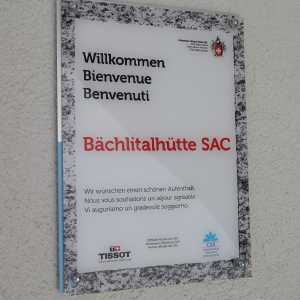 Willkommen
Bienvenue
Benvenuti
Bächlitalhütte SAC
Wir wünschen einen schönen Aufenthalt.
Nous vous souhaitons un séjour agréable.
Vi auguriamo un gradevole soggiorno.
TISSOT